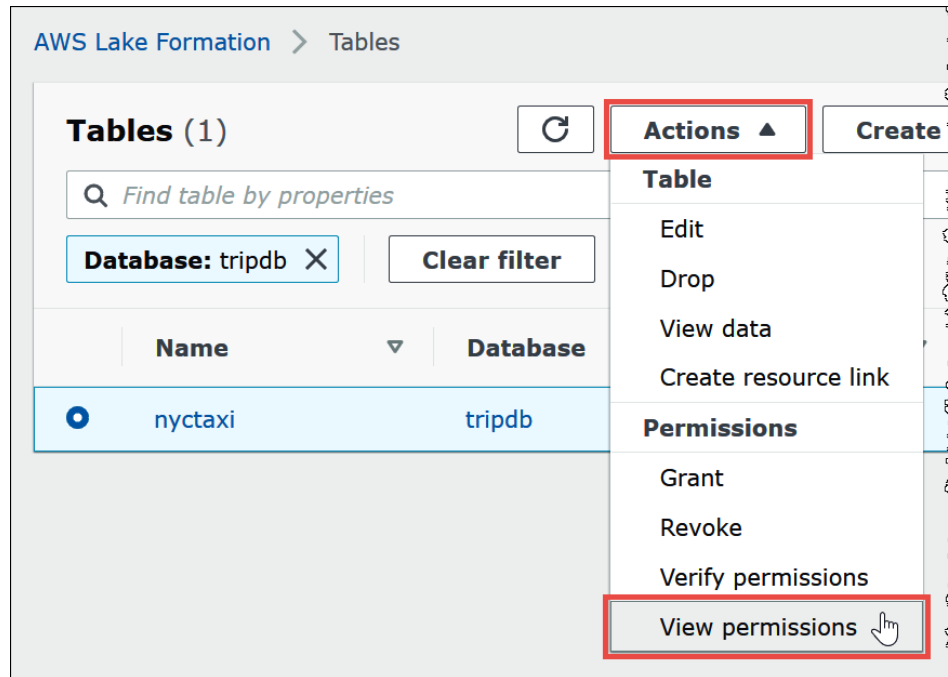 AWS Lake Formation > Tables
Tables (1)
Actions
Create
Find table by properties
Database: tripdb
Clear filter
Name
Database
nyctaxi
tripdb
Table
Edit
Drop
View data
Create resource link
Permissions
Grant
Revoke
Verify permissions
View permissions